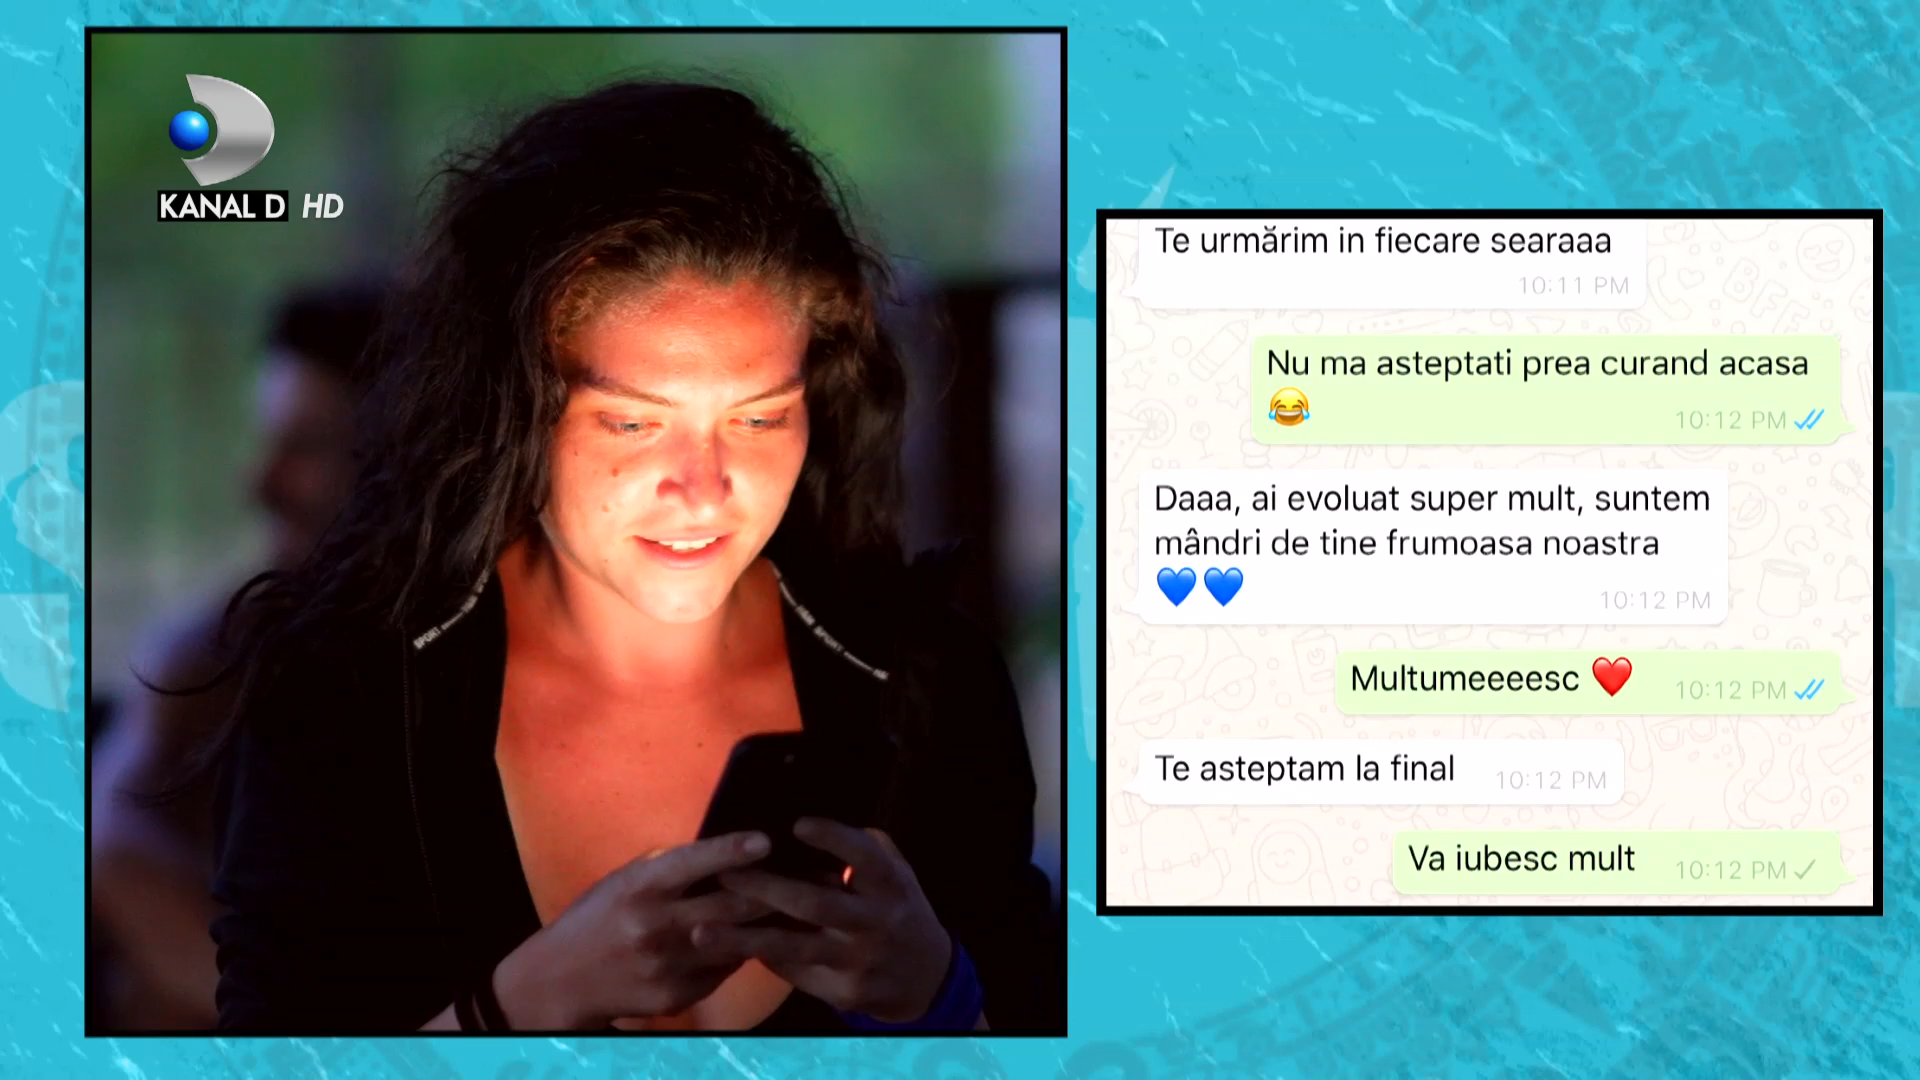 KANAL D HD
SPORT
SPORT
Te urmărim in fiecare searaaa
10:11 PM
Nu ma asteptati prea curand acasa
😂
10:12 PM
Daaa, ai evoluat super mult, suntem
mândri de tine frumoasa noastra
💙💙
10:12 PM
Multumeeeesc ❤️ 10:12 PM
Te asteptam la final 10:12 PM
Va iubesc mult 10:12 PM